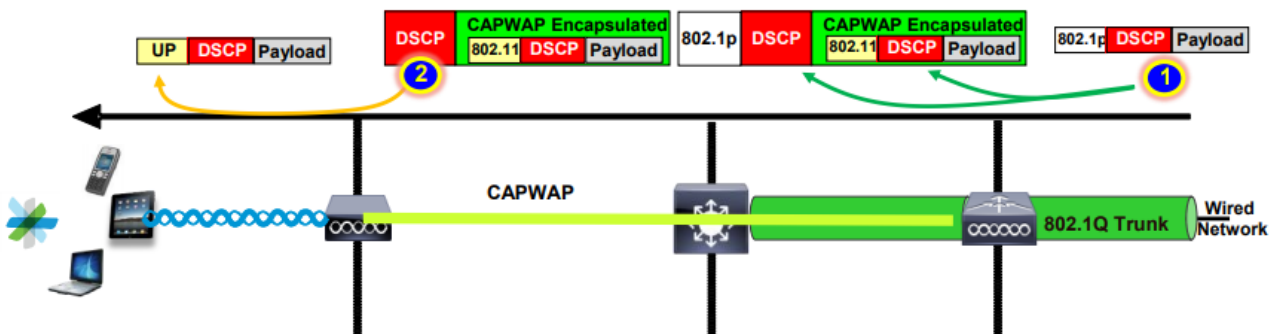 UP DSCP Payload
DSCP
CAPWAP Encapsulated
802.11 DSCP Payload
2
802.1p DSCP
CAPWAP Encapsulated
802.11 DSCP Payload
802.1p DSCP Payload
1
CAPWAP
802.1Q Trunk
Wired
Network